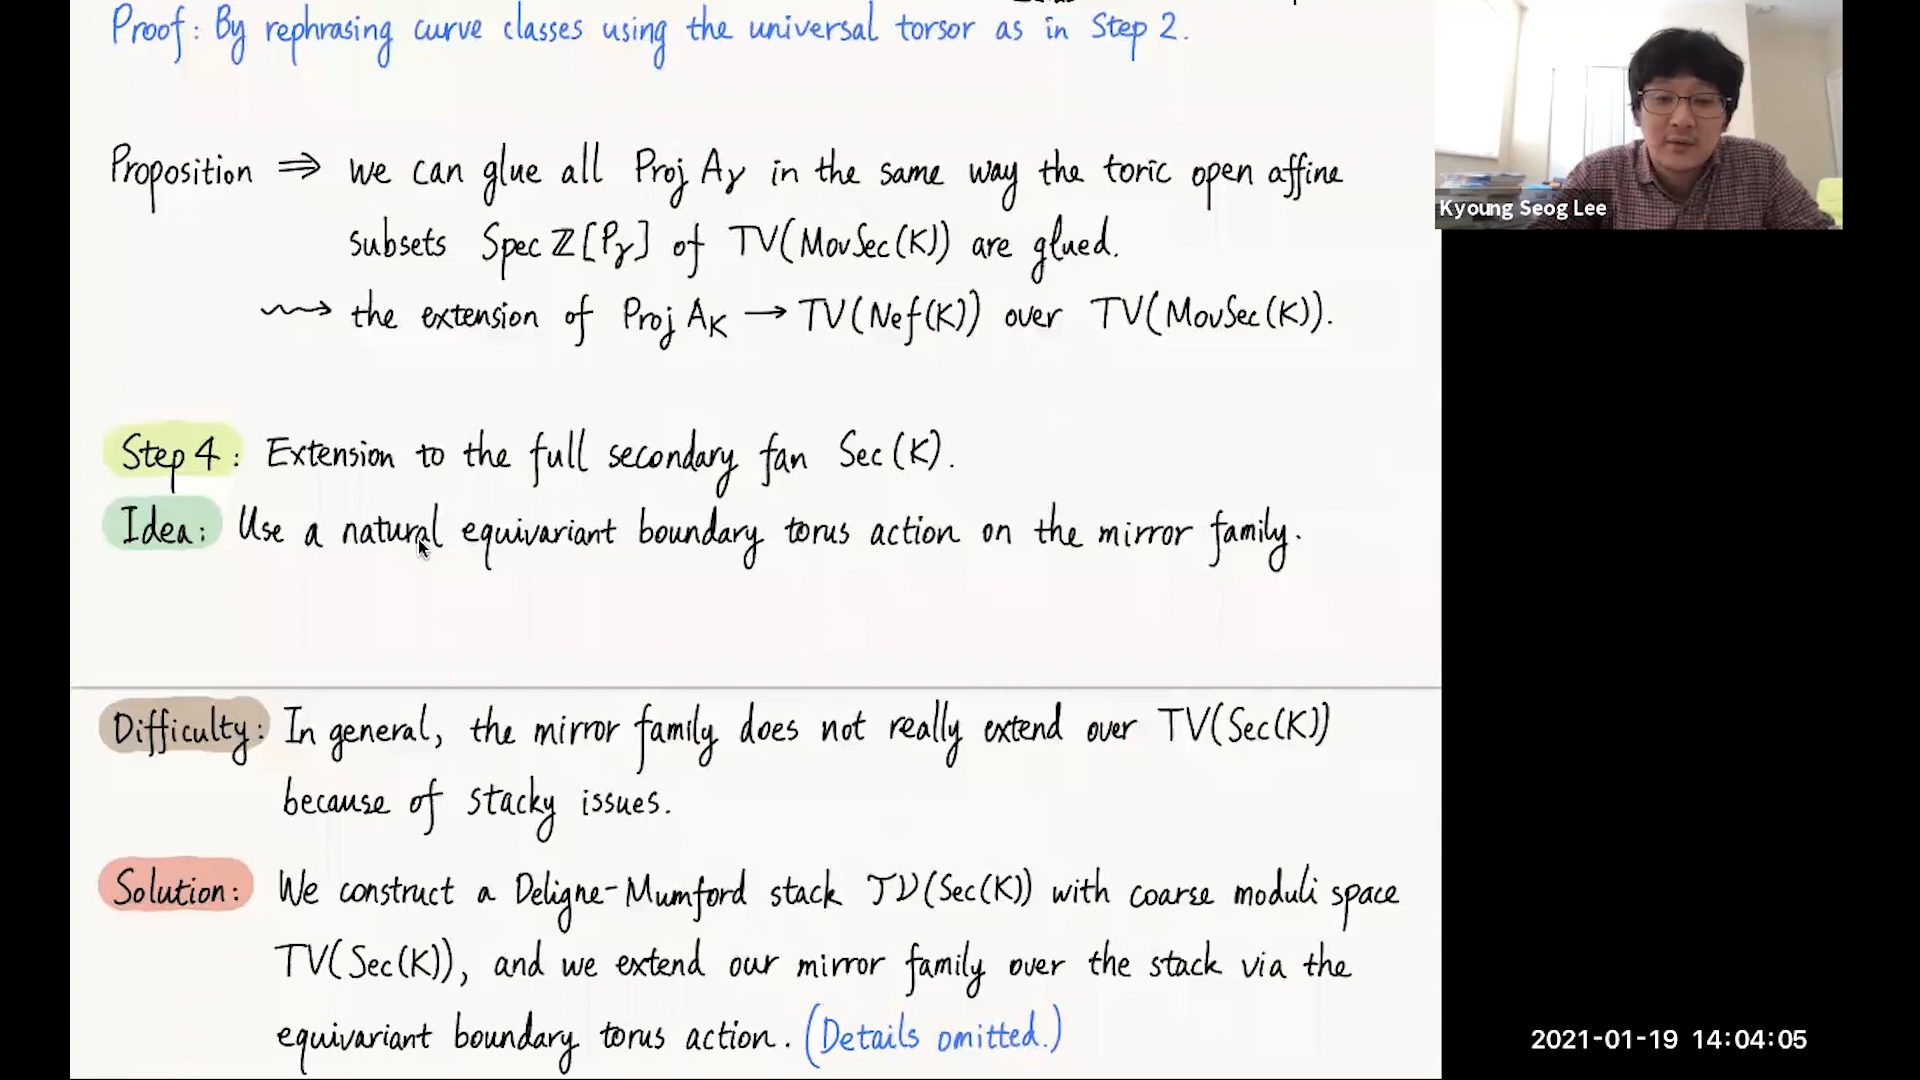 Proof: By rephrasing curve classes using the universal torsor as in Step 2.
Proposition ⇒ we can glue all Proj Aγ in the same way the toric open affine
subsets Spec ℤ[Pγ] of TV(MovSec(K)) are glued.
⇝ the extension of Proj A_K → TV(Nef(K)) over TV(MovSec(K)).
Step 4: Extension to the full secondary fan Sec(K).
Idea: Use a natural equivariant boundary torus action on the mirror family.
Difficulty: In general, the mirror family does not really extend over TV(Sec(K))
because of stacky issues.
Solution: We construct a Deligne-Mumford stack 𝒯𝒱(Sec(K)) with coarse moduli space
TV(Sec(K)), and we extend our mirror family over the stack via the
equivariant boundary torus action. (Details omitted.)
Kyoung Seog Lee
2021-01-19 14:04:05